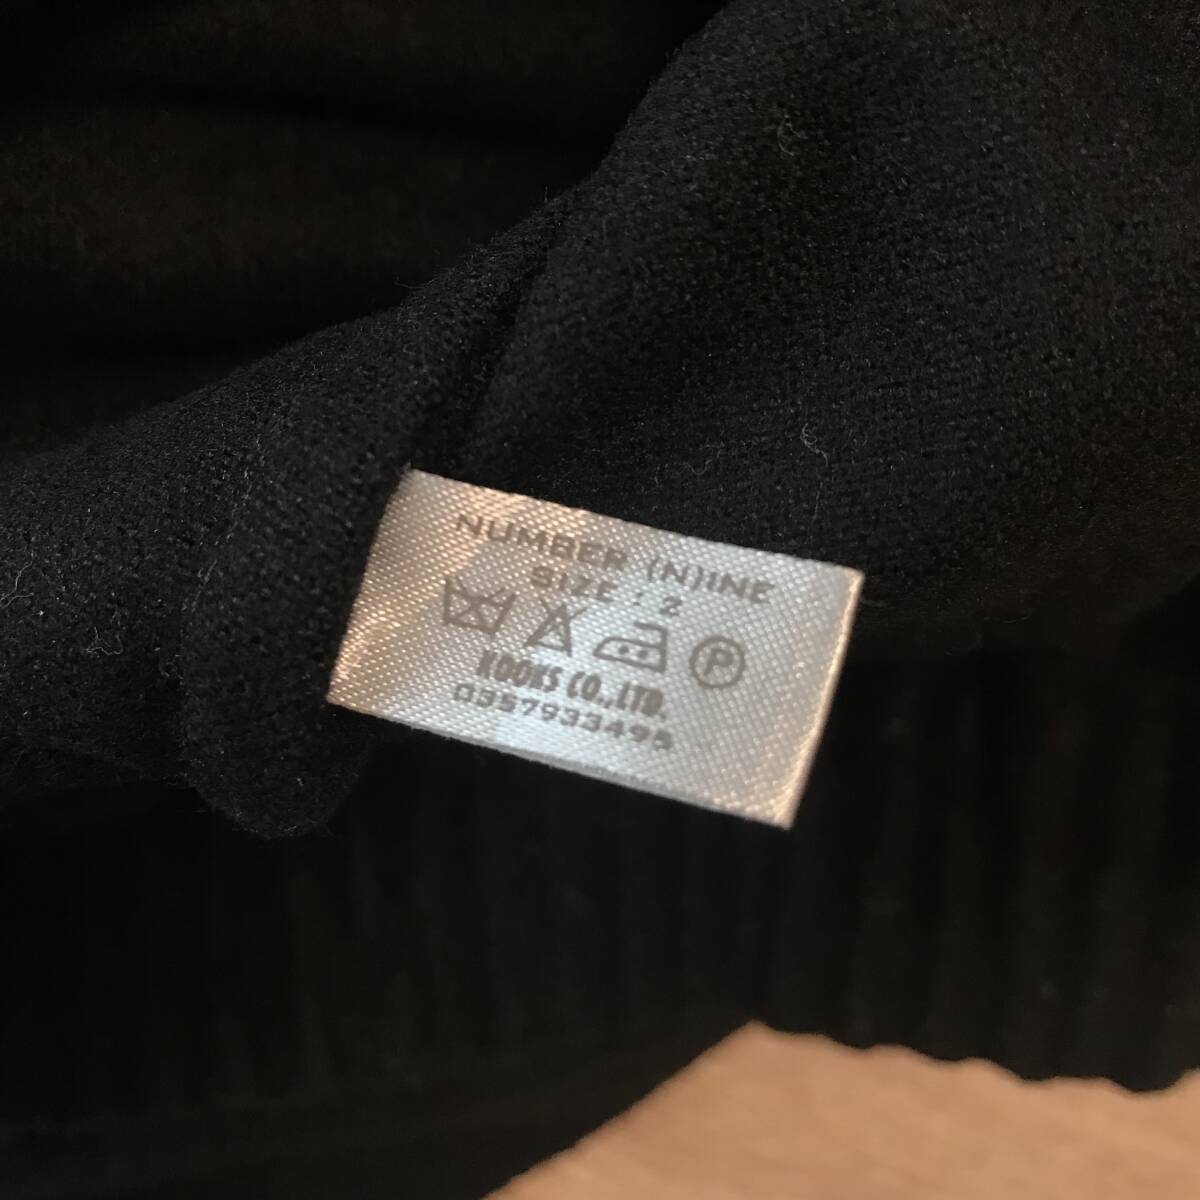 NUMBER (N)INE
SIZE : 2
P
KOOKS CO.,LTD.
0357933495